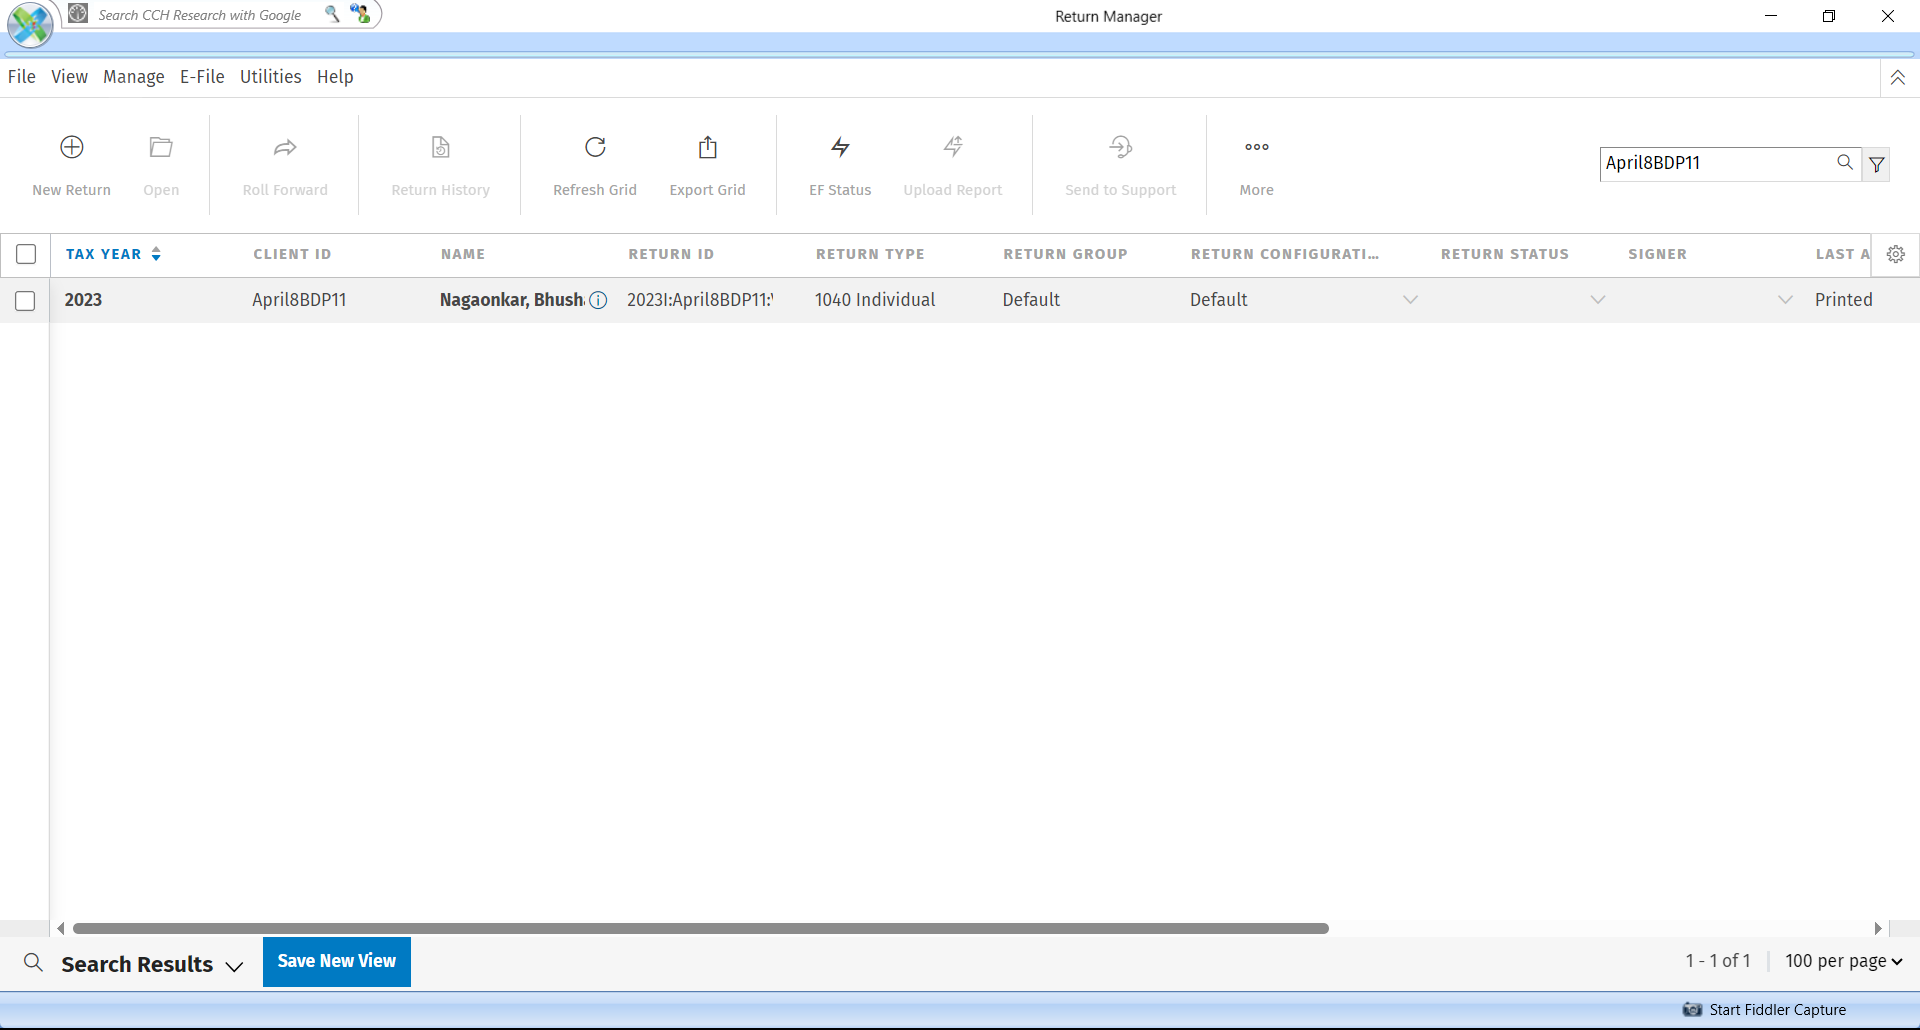 Search CCH Research with Google
Return Manager
File View Manage E-File Utilities Help
New Return Open Roll Forward Return History Refresh Grid Export Grid EF Status Upload Report Send to Support More
April8BDP11
TAX YEAR CLIENT ID NAME RETURN ID RETURN TYPE RETURN GROUP RETURN CONFIGURATI... RETURN STATUS SIGNER LAST A
2023 April8BDP11 Nagaonkar, Bhush 2023I:April8BDP11: 1040 Individual Default Default Printed
Search Results Save New View 1 - 1 of 1 100 per page
Start Fiddler Capture